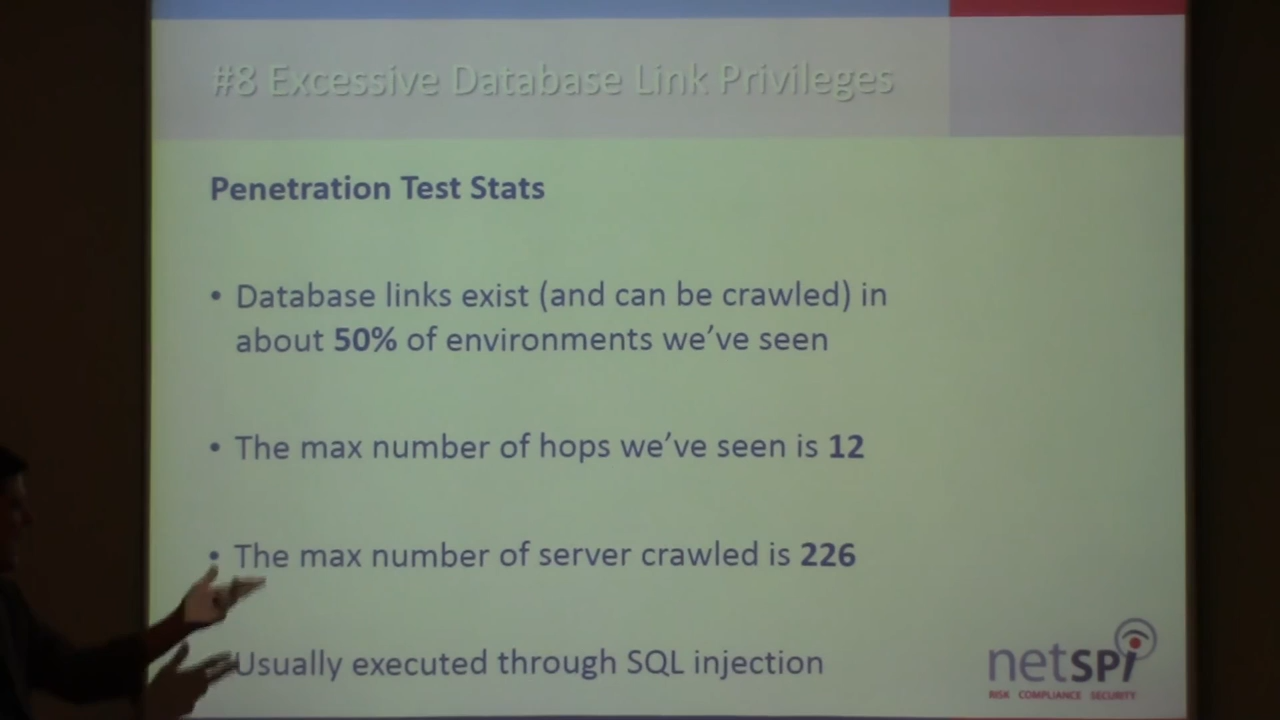 #8 Excessive Database Link Privileges
Penetration Test Stats
• Database links exist (and can be crawled) in
about 50% of environments we've seen
• The max number of hops we've seen is 12
• The max number of server crawled is 226
Usually executed through SQL injection
netSPi
RISK COMPLIANCE SECURITY